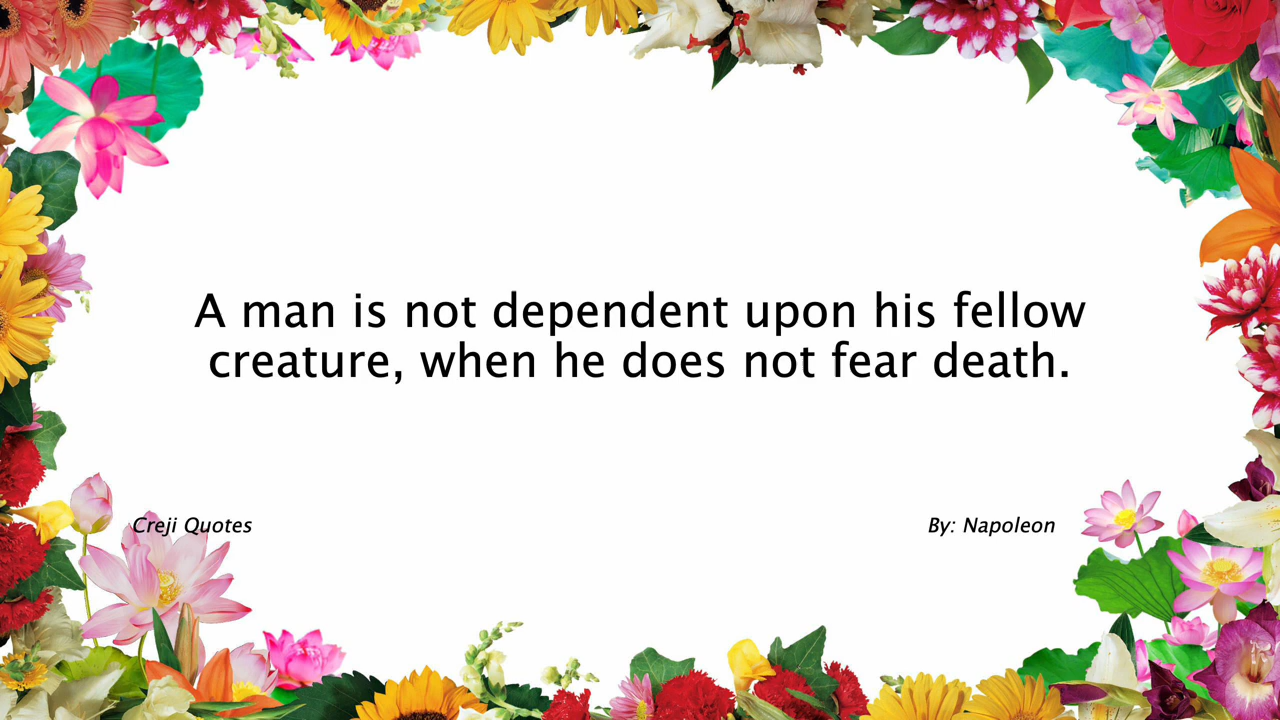 A man is not dependent upon his fellow
creature, when he does not fear death.
Creji Quotes
By: Napoleon